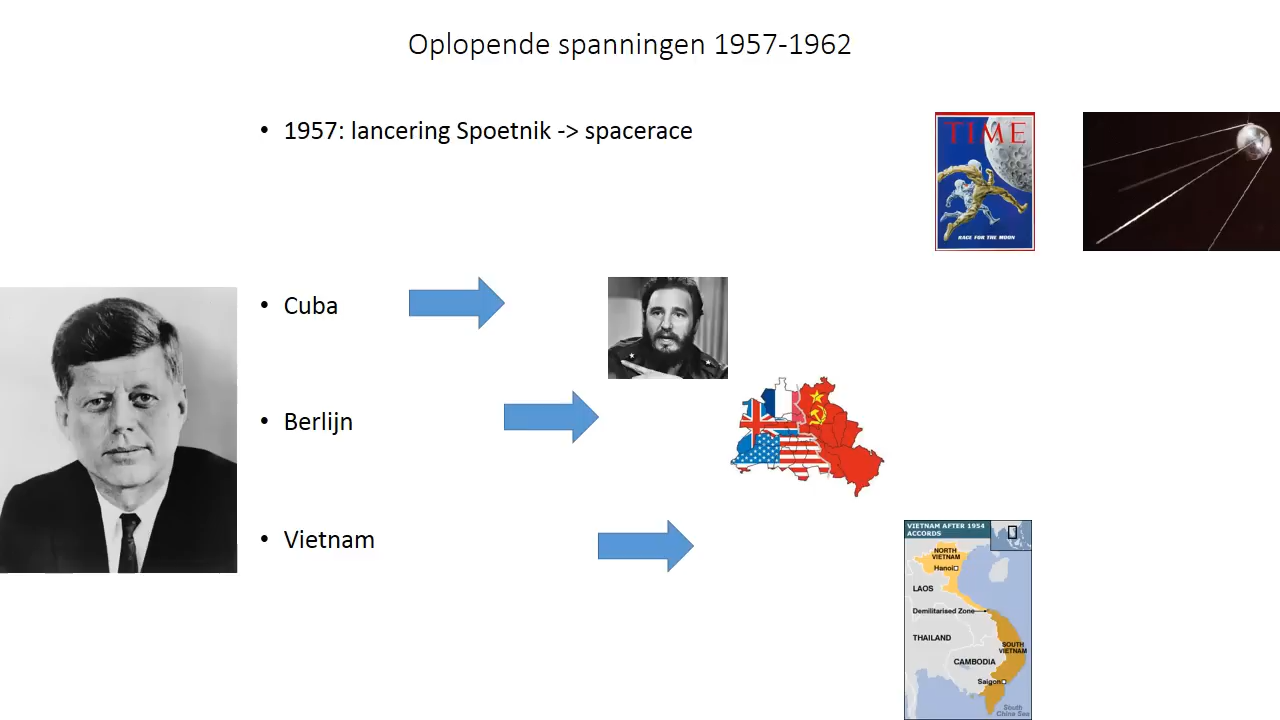 Oplopende spanningen 1957-1962
• 1957: lancering Spoetnik -> spacerace
TIME
RACE FOR THE MOON
• Cuba
• Berlijn
• Vietnam
VIETNAM AFTER 1954
ACCORDS
NORTH
VIETNAM
Hanoi
LAOS
Demilitarised Zone
THAILAND
SOUTH
VIETNAM
CAMBODIA
Saigon
South
China Sea